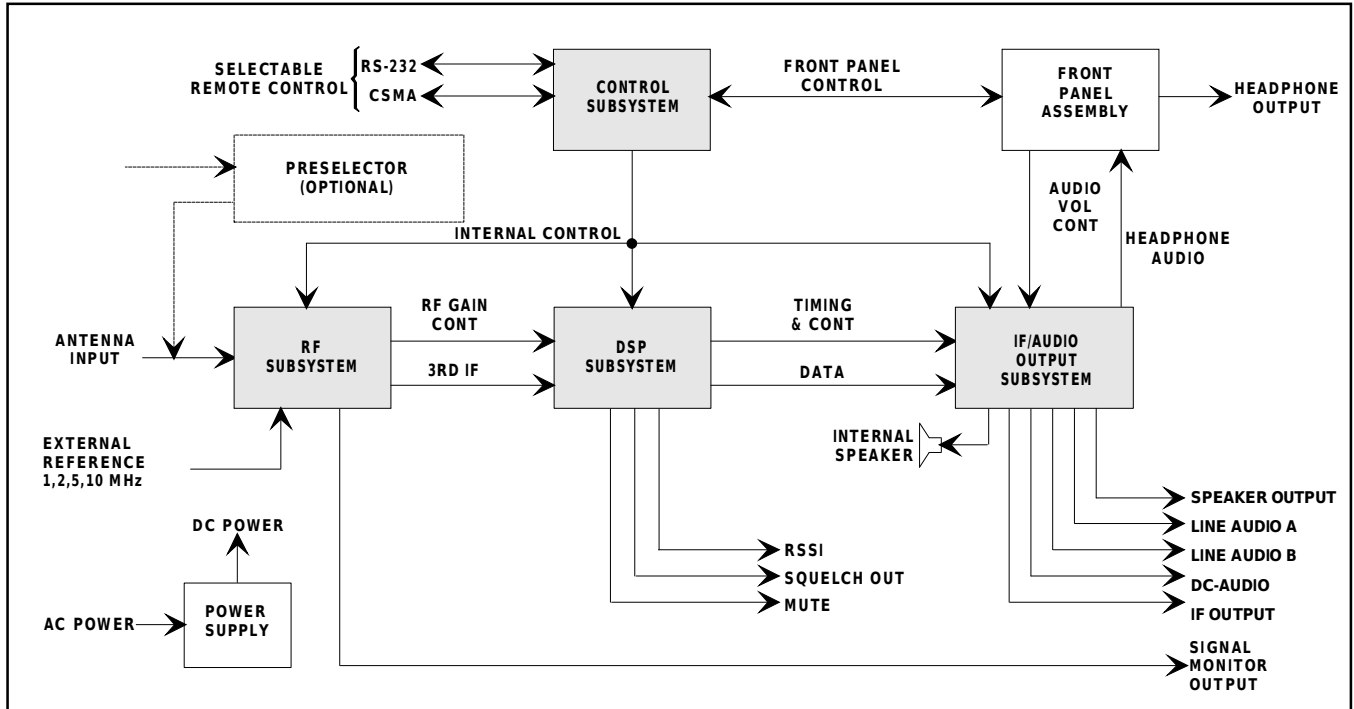 SELECTABLE
REMOTE CONTROL
RS-232
CSMA
CONTROL
SUBSYSTEM
FRONT PANEL
CONTROL
FRONT
PANEL
ASSEMBLY
HEADPHONE
OUTPUT
PRESELECTOR
(OPTIONAL)
AUDIO
VOL
CONT
INTERNAL CONTROL
HEADPHONE
AUDIO
ANTENNA
INPUT
RF
SUBSYSTEM
RF GAIN
CONT
3RD IF
DSP
SUBSYSTEM
TIMING
& CONT
DATA
IF/AUDIO
OUTPUT
SUBSYSTEM
EXTERNAL
REFERENCE
1,2,5,10 MHz
INTERNAL
SPEAKER
SPEAKER OUTPUT
LINE AUDIO A
LINE AUDIO B
DC-AUDIO
IF OUTPUT
DC POWER
RSSI
SQUELCH OUT
MUTE
AC POWER
POWER
SUPPLY
SIGNAL
MONITOR
OUTPUT